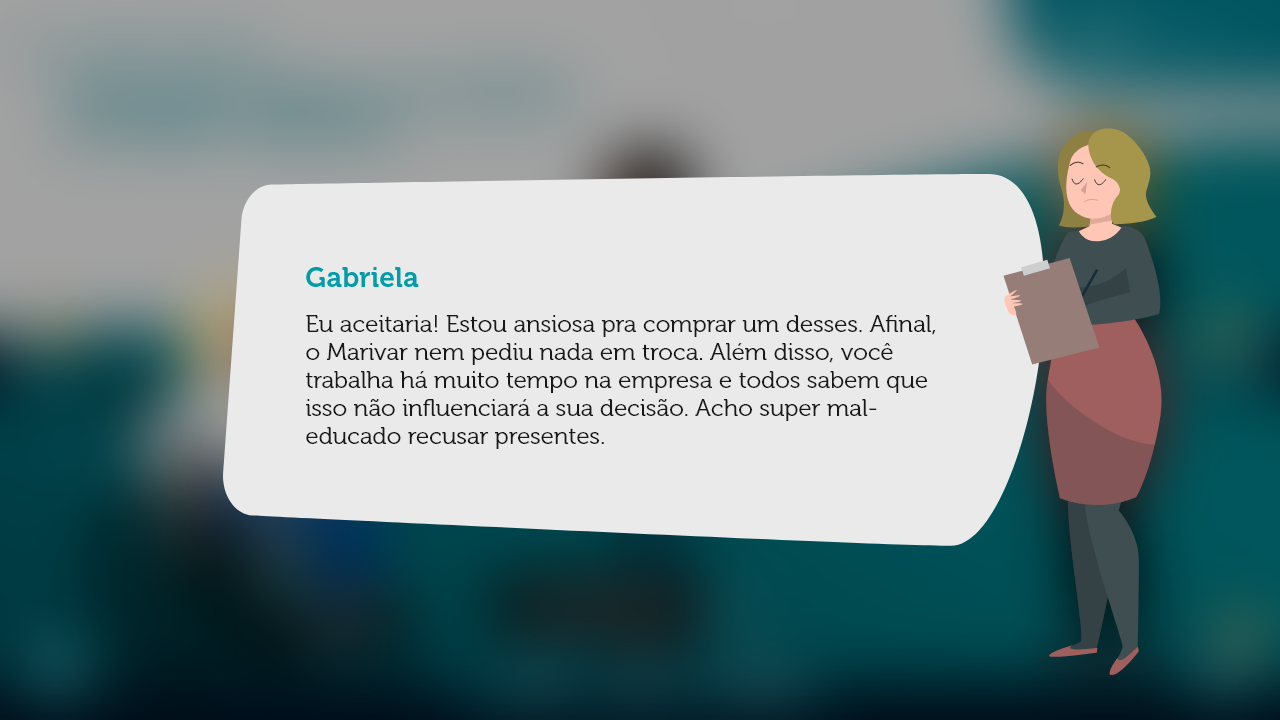 Gabriela
Eu aceitaria! Estou ansiosa pra comprar um desses. Afinal,
o Marivar nem pediu nada em troca. Além disso, você
trabalha há muito tempo na empresa e todos sabem que
isso não influenciará a sua decisão. Acho super mal-
educado recusar presentes.